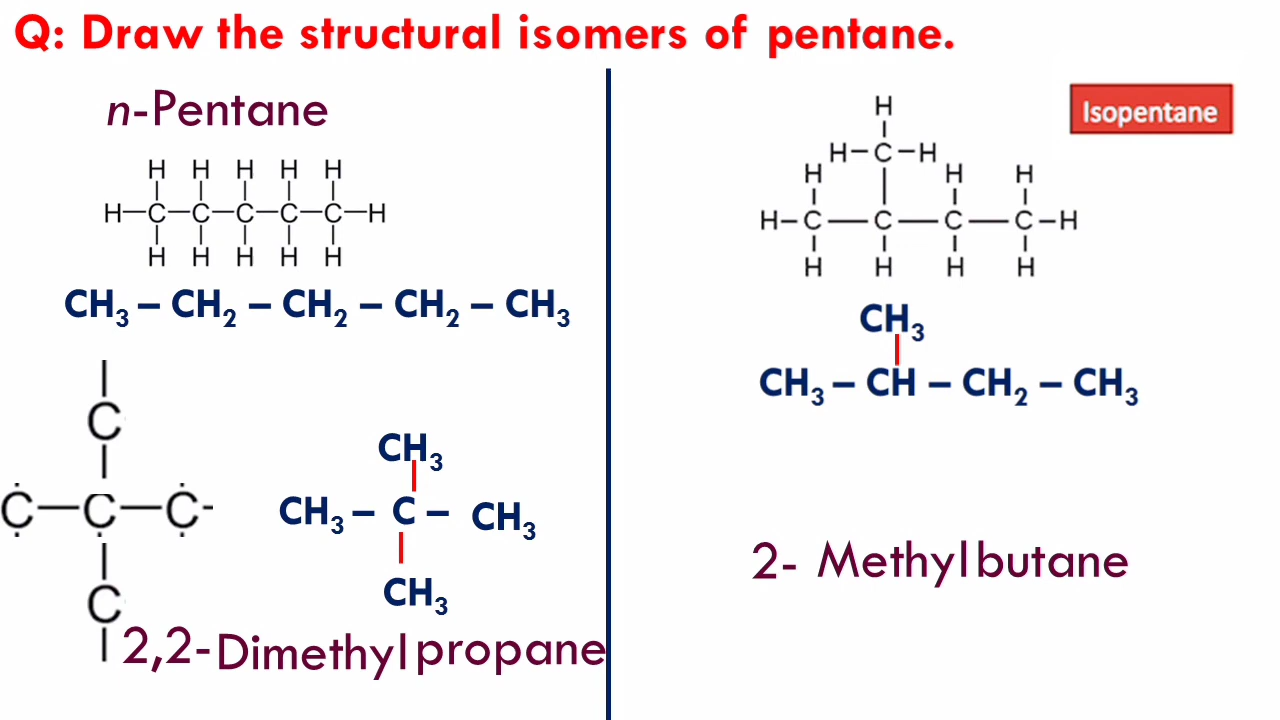 Q: Draw the structural isomers of pentane.
n-Pentane
H H H H H
H–C–C–C–C–C–H
H H H H H
CH₃ – CH₂ – CH₂ – CH₂ – CH₃
C
C–C–C-
C
CH₃
CH₃ – C – CH₃
CH₃
2,2-Dimethylpropane
Isopentane
H
H–C–H
H H H
H–C–C–C–C–H
H H H H
CH₃
CH₃ – CH – CH₂ – CH₃
2- Methylbutane